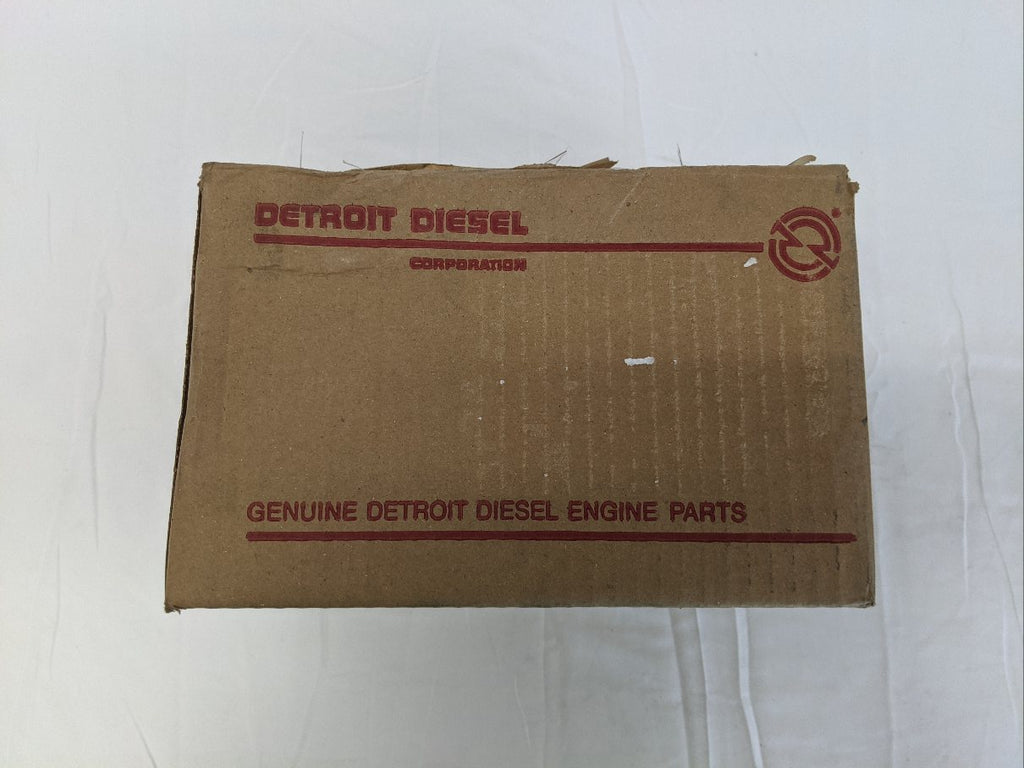 DETROIT DIESEL
CORPORATION
GENUINE DETROIT DIESEL ENGINE PARTS